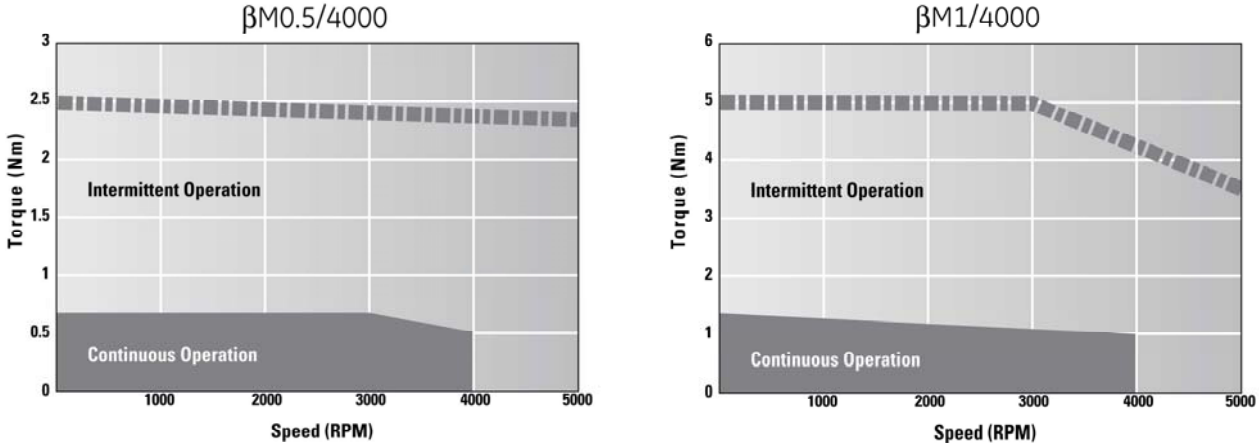 βM0.5/4000
3
2.5
2
1.5
1
0.5
0
Torque (Nm)
Intermittent Operation
Continuous Operation
1000 2000 3000 4000 5000
Speed (RPM)
βM1/4000
6
5
4
3
2
1
0
Torque (Nm)
Intermittent Operation
Continuous Operation
1000 2000 3000 4000 5000
Speed (RPM)